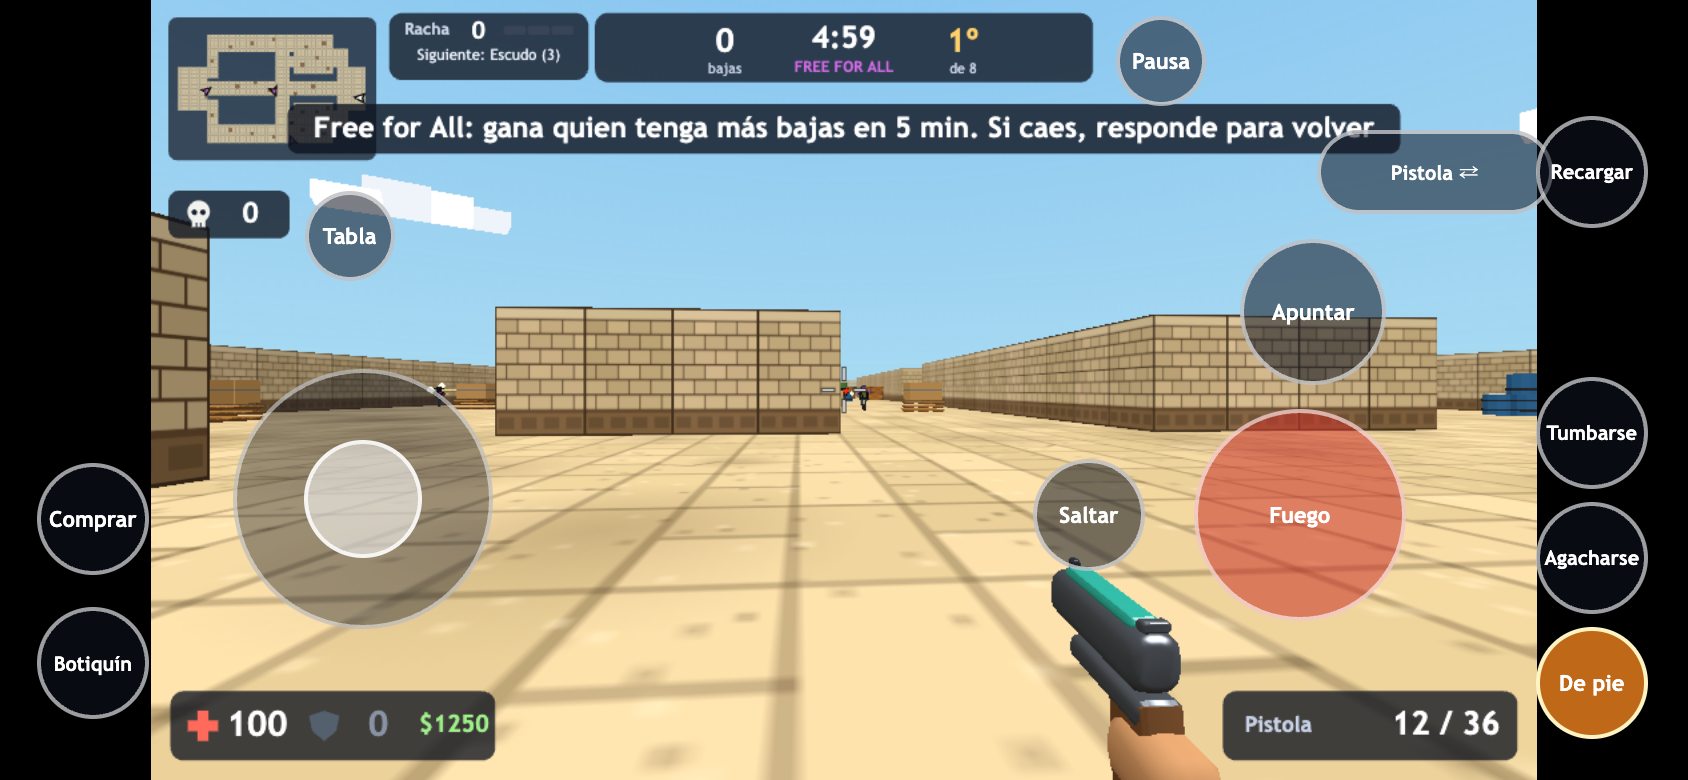 Racha 0
Siguiente: Escudo (3)
0
bajas
4:59
FREE FOR ALL
1°
de 8
Pausa
Free for All: gana quien tenga más bajas en 5 min. Si caes, responde para volver
Pistola ⇄
Recargar
0
Tabla
Apuntar
Tumbarse
Comprar
Saltar
Fuego
Agacharse
Botiquín
De pie
100 0 $1250
Pistola 12 / 36